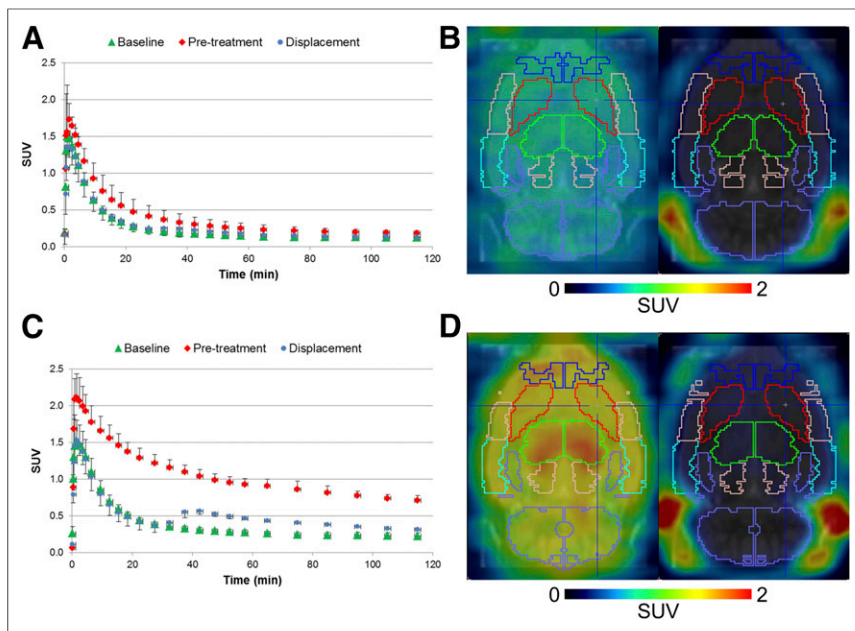 A
Baseline Pre-treatment Displacement
2.5
2.0
1.5
1.0
0.5
0.0
SUV
0 20 40 60 80 100 120
Time (min)
B
0 2
SUV
C
Baseline Pre-treatment Displacement
2.5
2.0
1.5
1.0
0.5
0.0
SUV
0 20 40 60 80 100 120
Time (min)
D
0 2
SUV